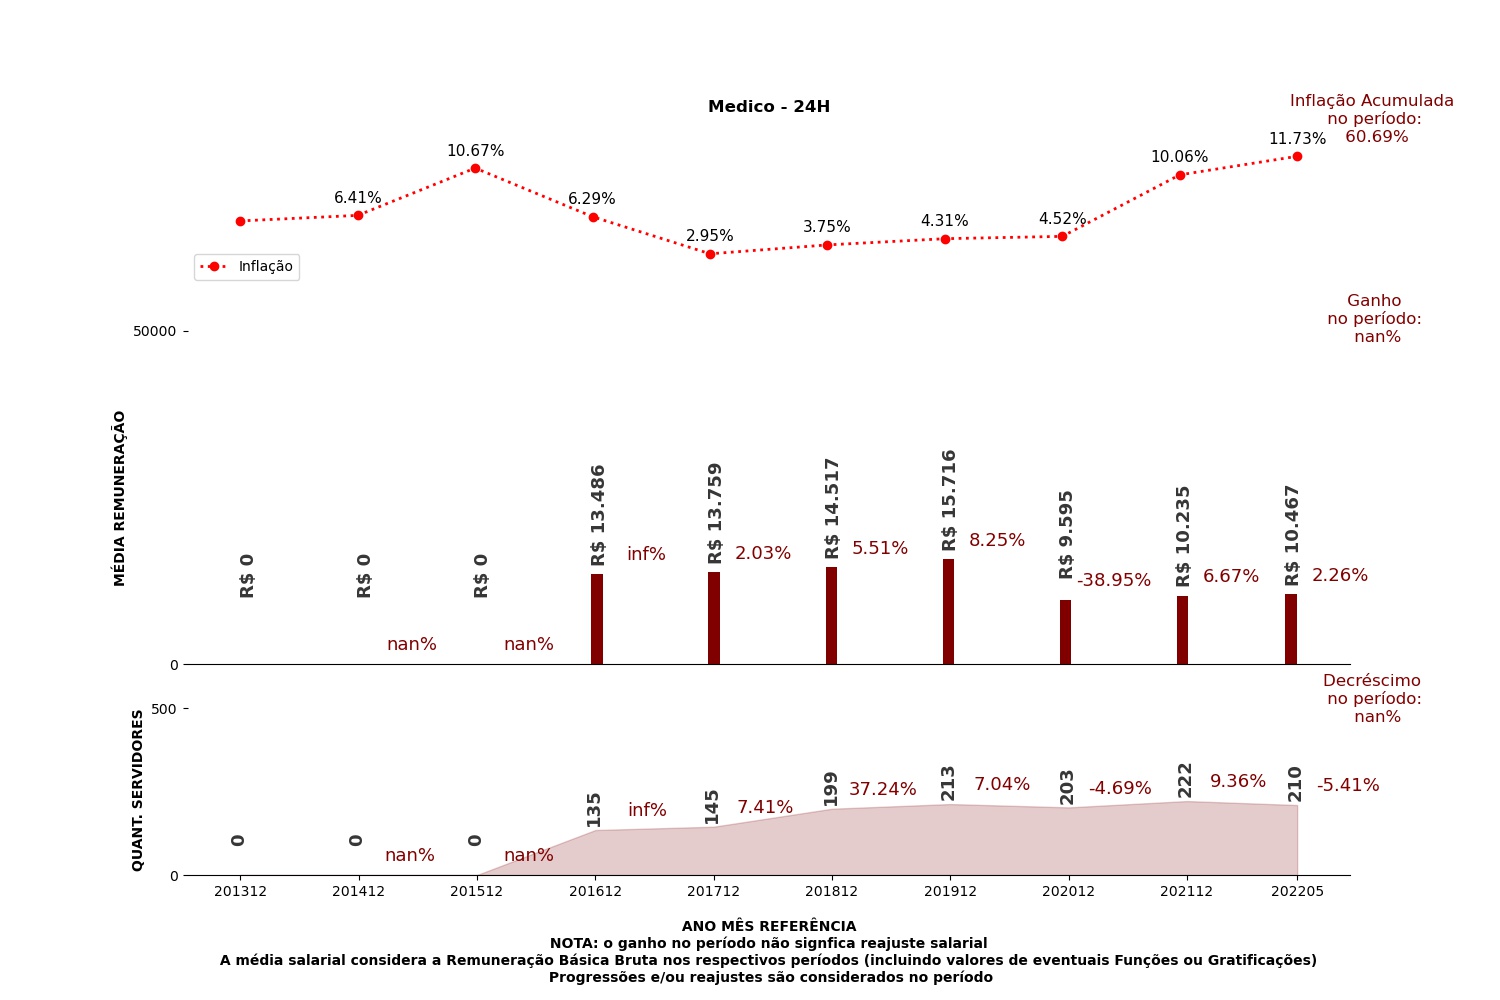 Medico - 24H
Inflação Acumulada
no período:
60.69%
6.41%
10.67%
6.29%
2.95%
3.75%
4.31%
4.52%
10.06%
11.73%
Inflação
Ganho
no período:
nan%
50000
0
MÉDIA REMUNERAÇÃO
R$ 0
R$ 0
R$ 0
R$ 13.486
R$ 13.759
R$ 14.517
R$ 15.716
R$ 9.595
R$ 10.235
R$ 10.467
nan%
nan%
inf%
2.03%
5.51%
8.25%
-38.95%
6.67%
2.26%
Decréscimo
no período:
nan%
500
0
QUANT. SERVIDORES
0
0
0
135
145
199
213
203
222
210
nan%
nan%
inf%
7.41%
37.24%
7.04%
-4.69%
9.36%
-5.41%
201312
201412
201512
201612
201712
201812
201912
202012
202112
202205
ANO MÊS REFERÊNCIA
NOTA: o ganho no período não signfica reajuste salarial
A média salarial considera a Remuneração Básica Bruta nos respectivos períodos (incluindo valores de eventuais Funções ou Gratificações)
Progressões e/ou reajustes são considerados no período